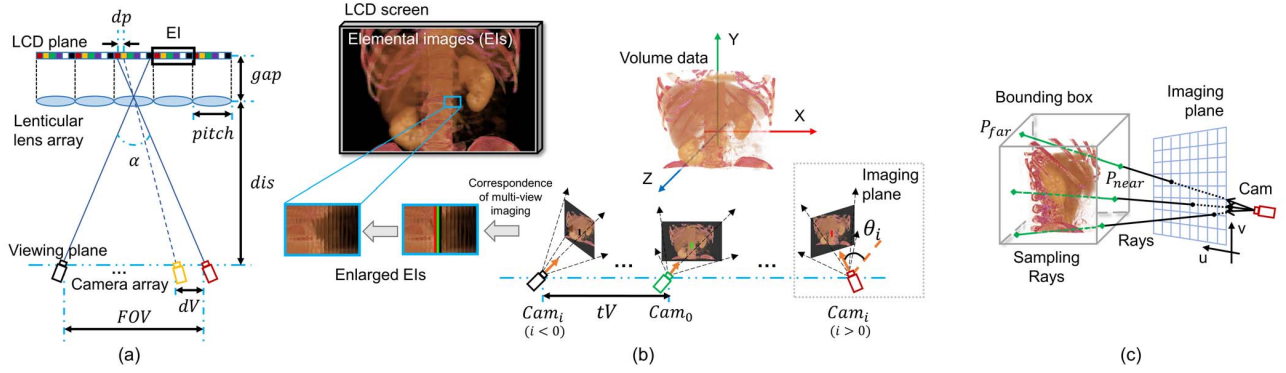 dp
LCD plane
EI
gap
Lenticular
lens array
pitch
α
dis
Viewing plane
...
Camera array
dV
FOV
(a)
LCD screen
Elemental images (EIs)
Volume data
Y
X
Z
Correspondence
of multi-view
imaging
Enlarged EIs
Imaging
plane
θi
...
...
Cami
(i < 0)
tV
Cam0
Cami
(i > 0)
(b)
Bounding box
Imaging
plane
Pfar
Pnear
Cam
v
Rays
u
Sampling
Rays
(c)